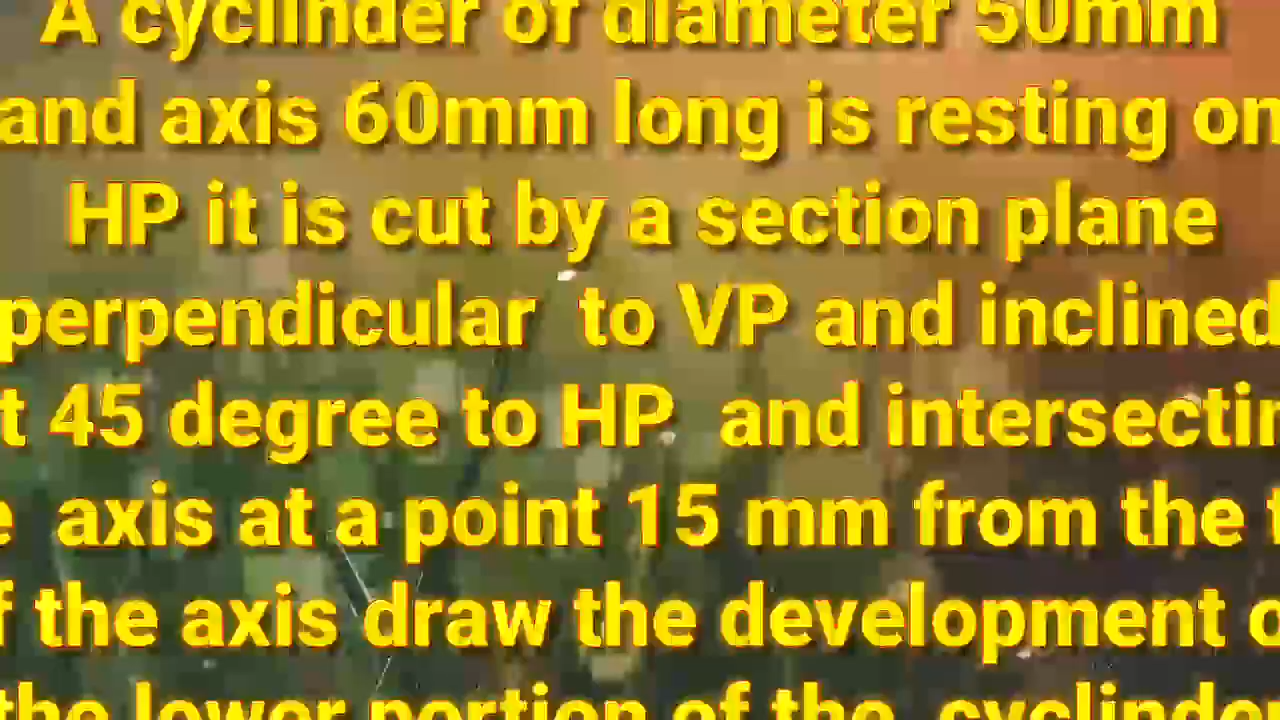 A cyclinder of diameter 50mm
and axis 60mm long is resting on
HP it is cut by a section plane
perpendicular to VP and inclined
t 45 degree to HP and intersectin
e axis at a point 15 mm from the t
f the axis draw the development o
the lower portion of the cyclinder